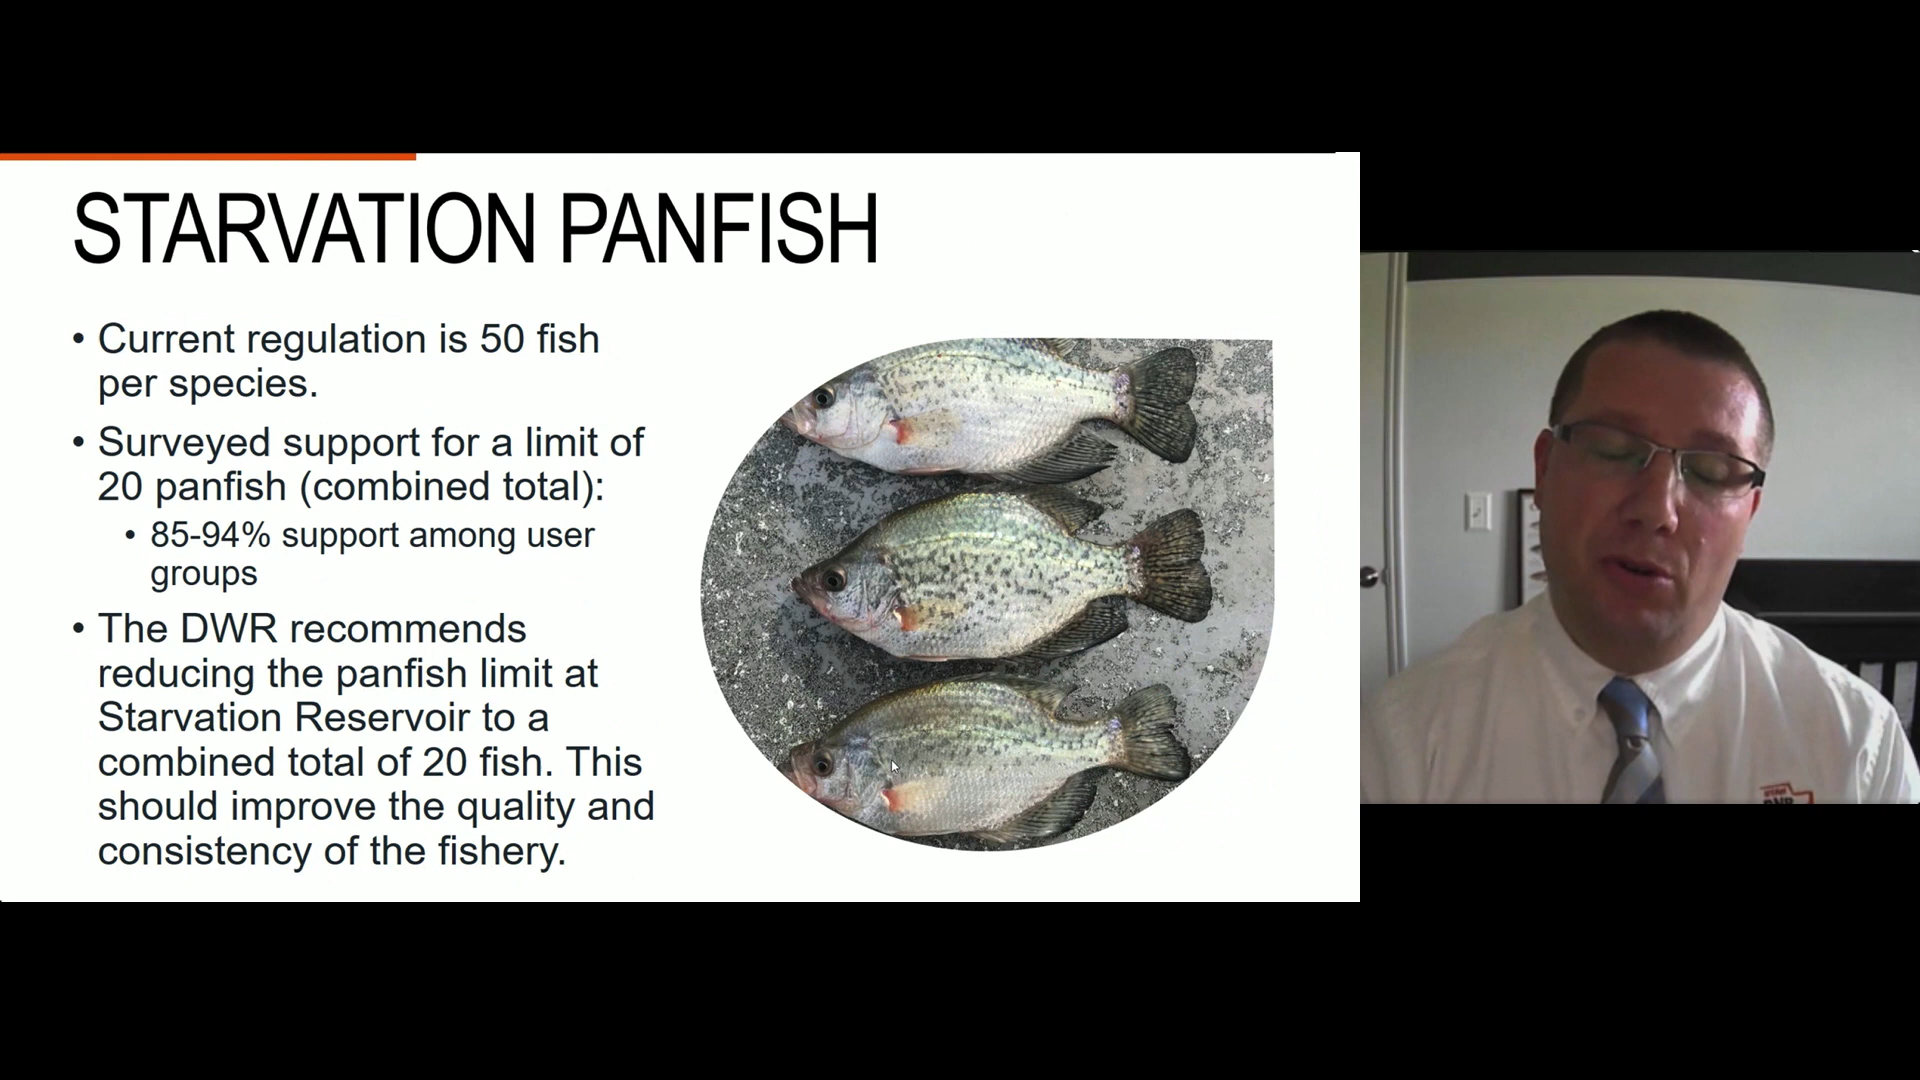 STARVATION PANFISH
• Current regulation is 50 fish
per species.
• Surveyed support for a limit of
20 panfish (combined total):
• 85-94% support among user
groups
• The DWR recommends
reducing the panfish limit at
Starvation Reservoir to a
combined total of 20 fish. This
should improve the quality and
consistency of the fishery.